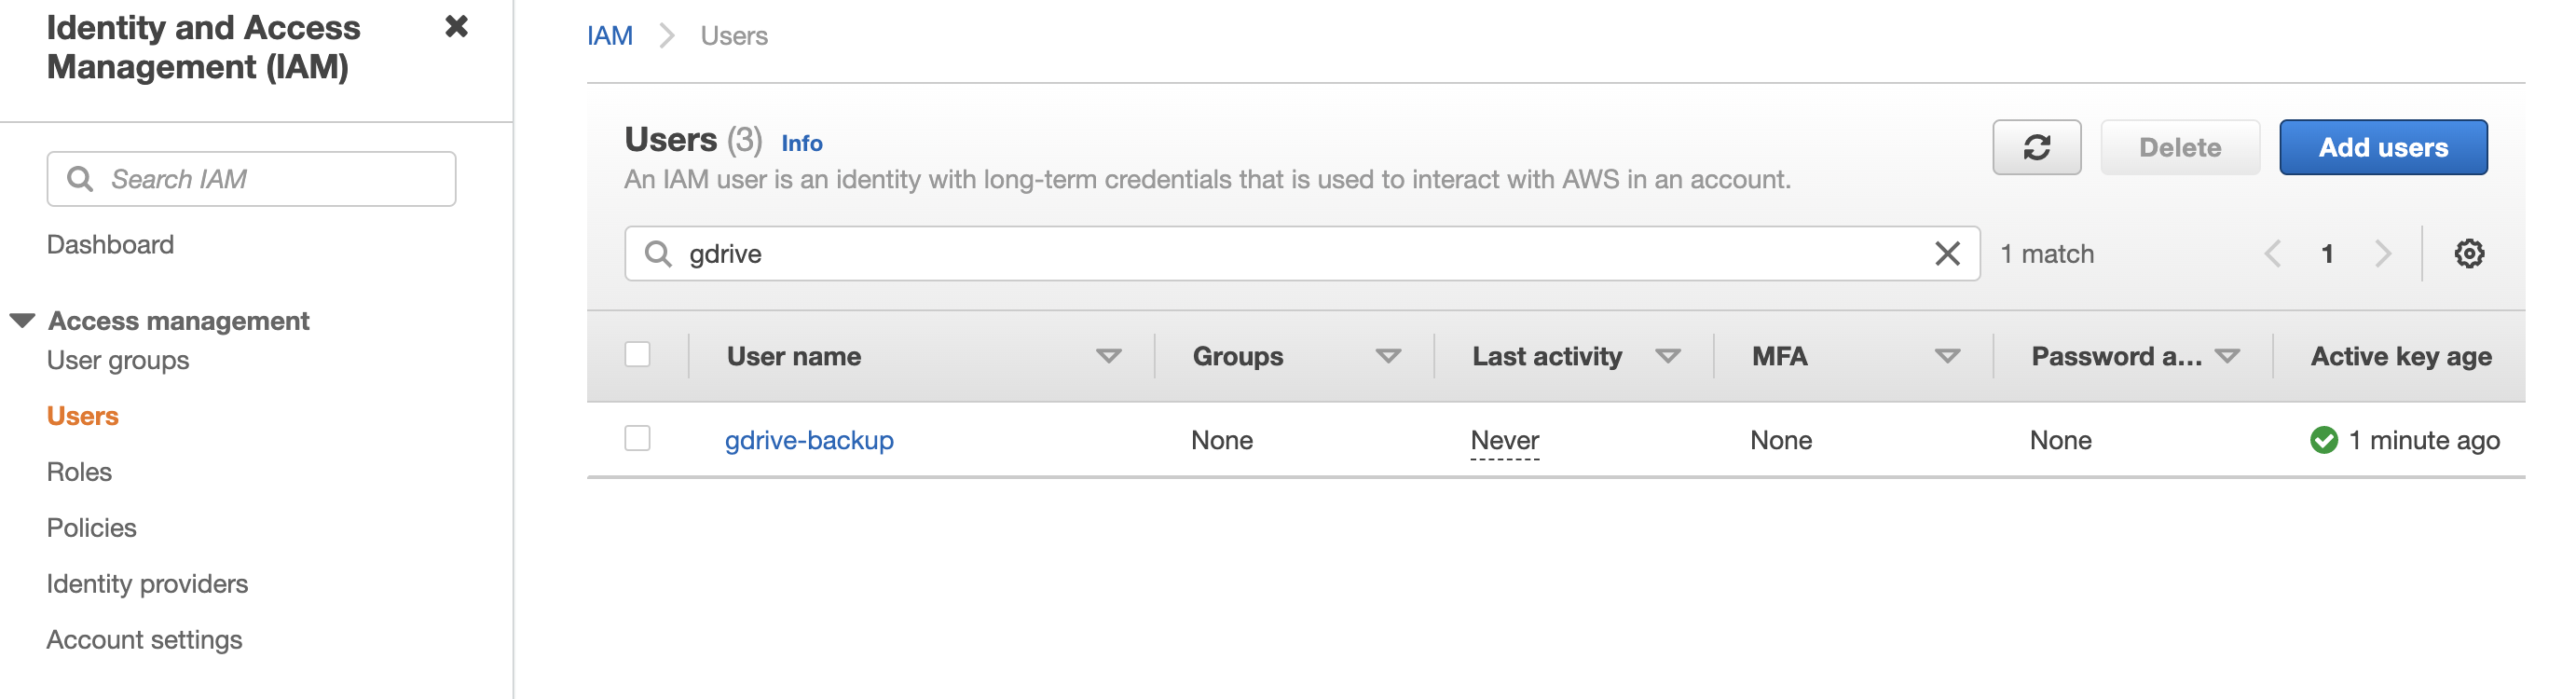 Identity and Access
Management (IAM)
Search IAM
Dashboard
Access management
User groups
Users
Roles
Policies
Identity providers
Account settings
IAM > Users
Users (3) Info
An IAM user is an identity with long-term credentials that is used to interact with AWS in an account.
Delete
Add users
gdrive
1 match
1
User name Groups Last activity MFA Password a... Active key age
gdrive-backup None Never None None 1 minute ago